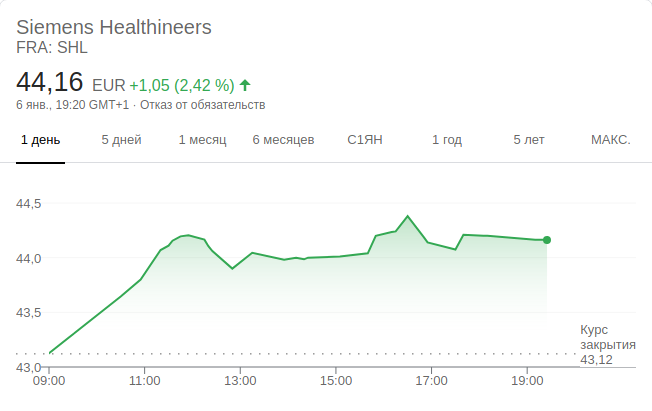 Siemens Healthineers
FRA: SHL
44,16 EUR +1,05 (2,42 %)
6 янв., 19:20 GMT+1 · Отказ от обязательств
1 день 5 дней 1 месяц 6 месяцев С1ЯН 1 год 5 лет МАКС.
44,5
44,0
43,5
Курс
закрытия
43,12
43,0
09:00 11:00 13:00 15:00 17:00 19:00